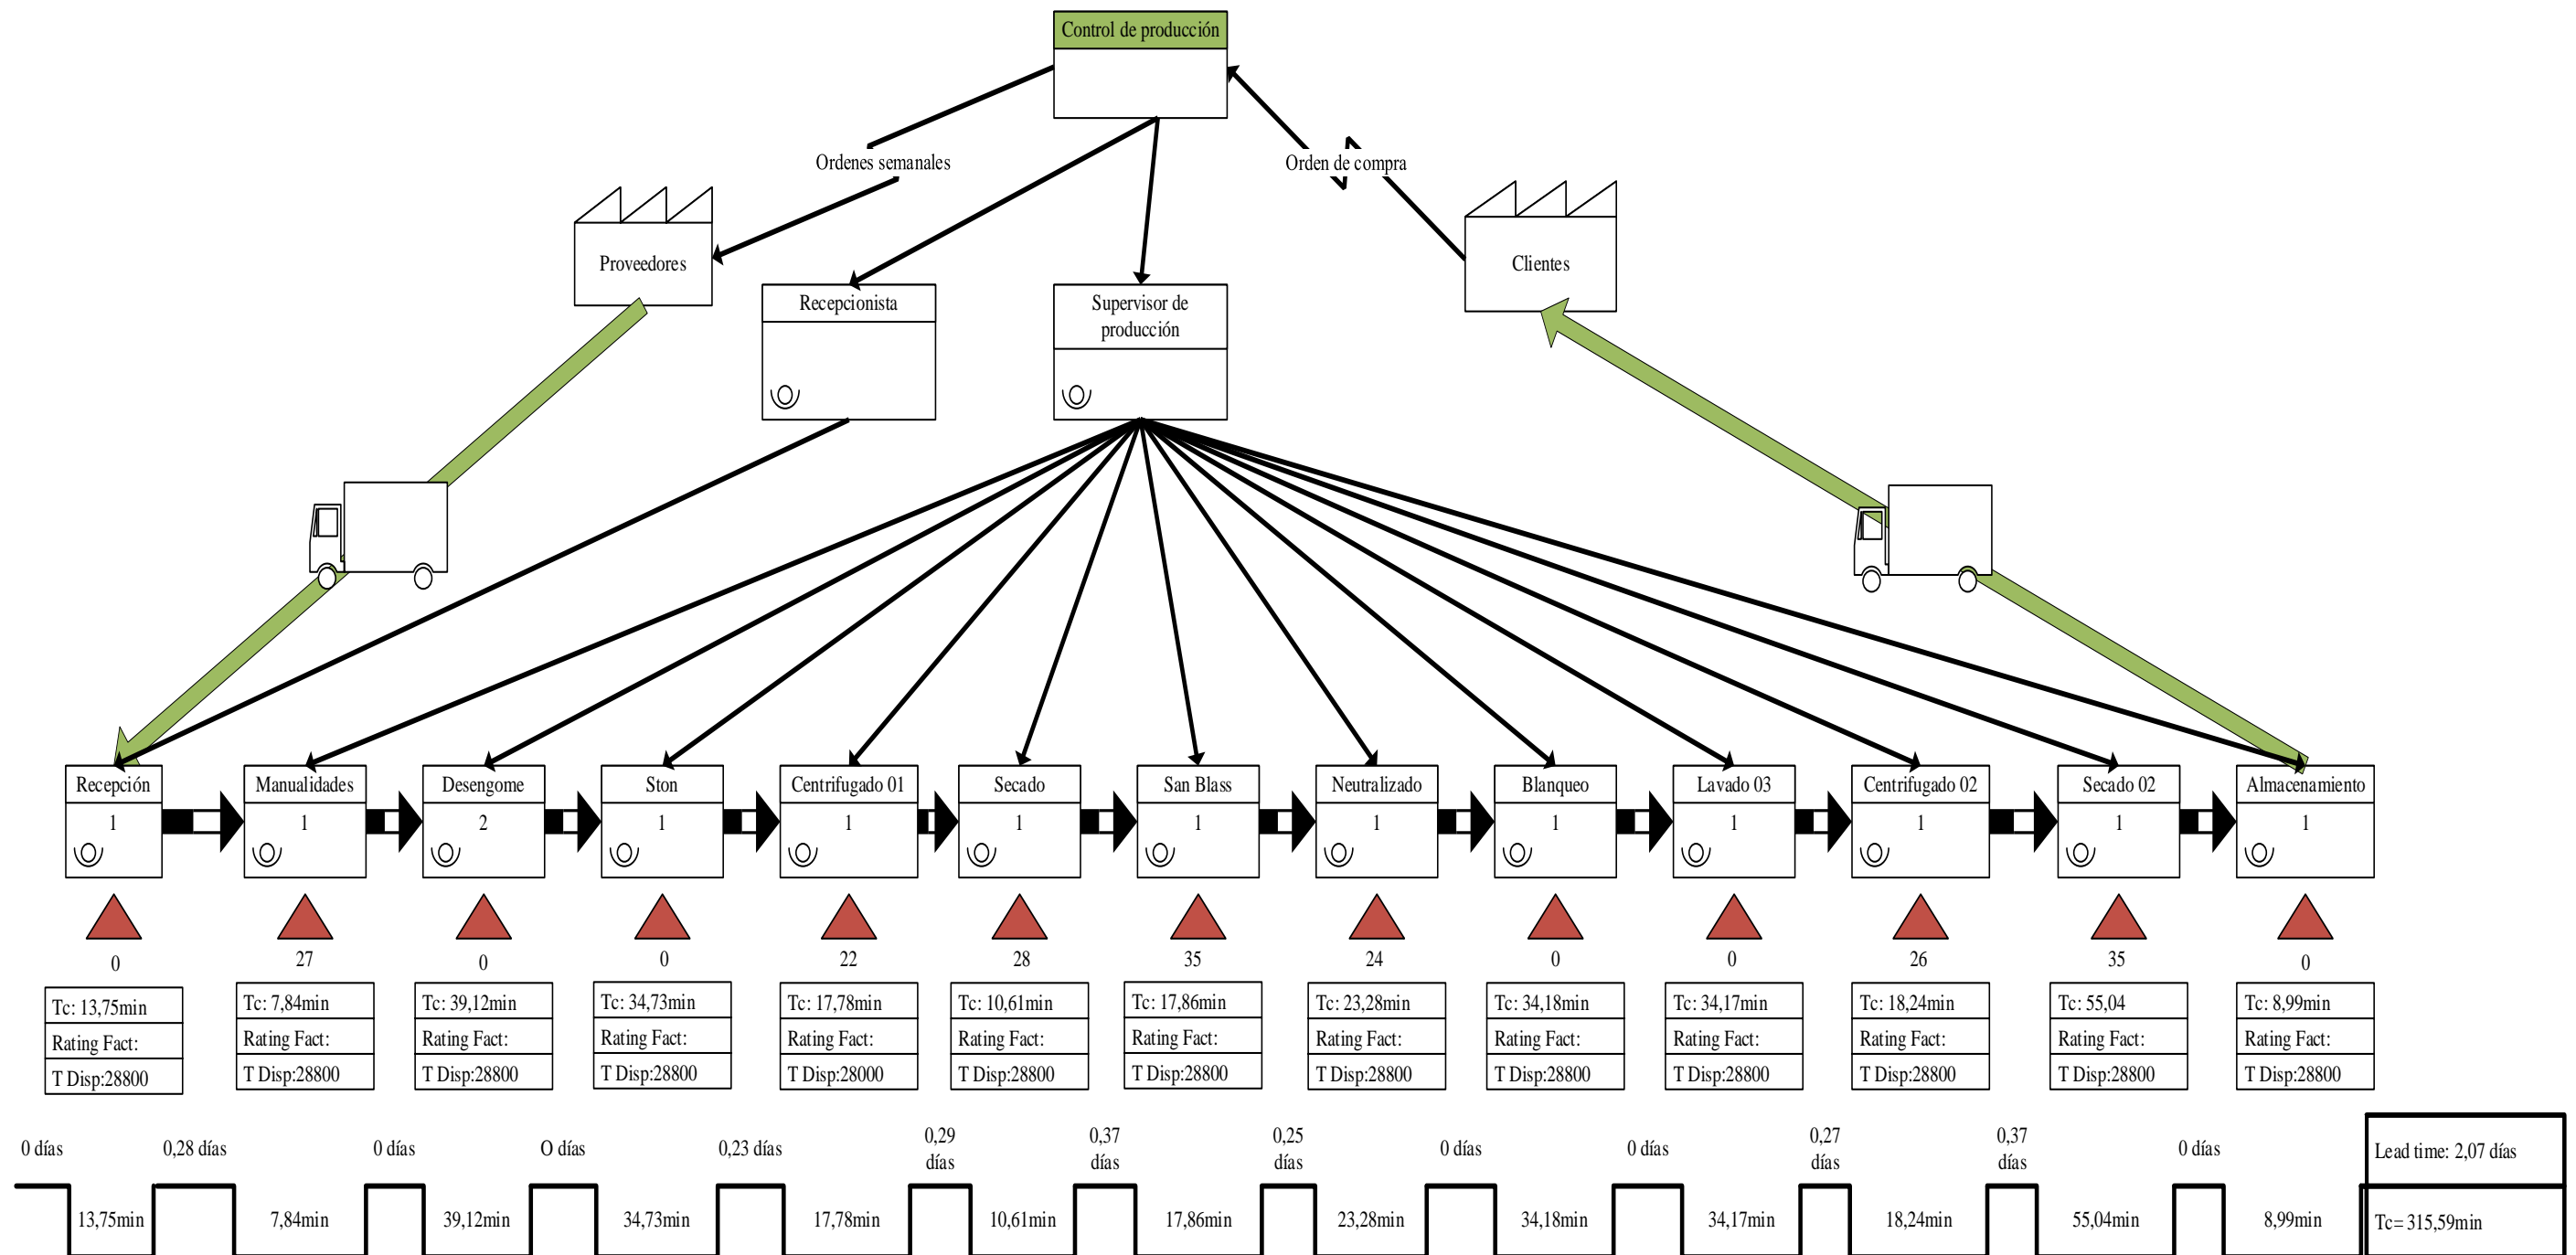 Control de producción
Ordenes semanales
Orden de compra
Proveedores
Clientes
Recepcionista
Supervisor de
producción
Recepción
Manualidades
Desengome
Ston
Centrifugado 01
Secado
San Blass
Neutralizado
Blanqueo
Lavado 03
Centrifugado 02
Secado 02
Almacenamiento
1
1
2
1
1
1
1
1
1
1
1
1
1
0
27
0
0
22
28
35
24
0
0
26
35
0
Tc: 13,75min
Rating Fact:
T Disp:28800
Tc: 7,84min
Rating Fact:
T Disp:28800
Tc: 39,12min
Rating Fact:
T Disp:28800
Tc: 34,73min
Rating Fact:
T Disp:28800
Tc: 17,78min
Rating Fact:
T Disp:28000
Tc: 10,61min
Rating Fact:
T Disp:28800
Tc: 17,86min
Rating Fact:
T Disp:28800
Tc: 23,28min
Rating Fact:
T Disp:28800
Tc: 34,18min
Rating Fact:
T Disp:28800
Tc: 34,17min
Rating Fact:
T Disp:28800
Tc: 18,24min
Rating Fact:
T Disp:28800
Tc: 55,04
Rating Fact:
T Disp:28800
Tc: 8,99min
Rating Fact:
T Disp:28800
0 días
0,28 días
0 días
O días
0,23 días
0,29
días
0,37
días
0,25
días
0 días
0 días
0,27
días
0,37
días
0 días
Lead time: 2,07 días
13,75min
7,84min
39,12min
34,73min
17,78min
10,61min
17,86min
23,28min
34,18min
34,17min
18,24min
55,04min
8,99min
Tc= 315,59min